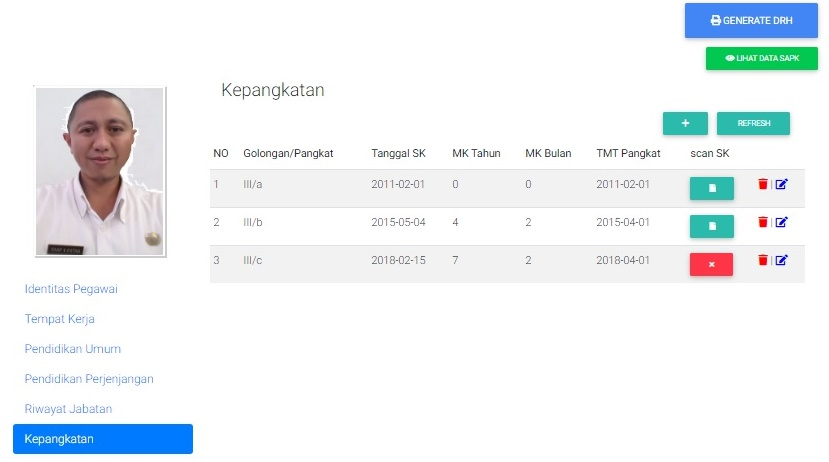 GENERATE DRH
LIHAT DATA SAPK
Kepangkatan
+ REFRESH
NO Golongan/Pangkat Tanggal SK MK Tahun MK Bulan TMT Pangkat scan SK
1 III/a 2011-02-01 0 0 2011-02-01 |
2 III/b 2015-05-04 4 2 2015-04-01 |
3 III/c 2018-02-15 7 2 2018-04-01 |
Identitas Pegawai
Tempat Kerja
Pendidikan Umum
Pendidikan Perjenjangan
Riwayat Jabatan
Kepangkatan